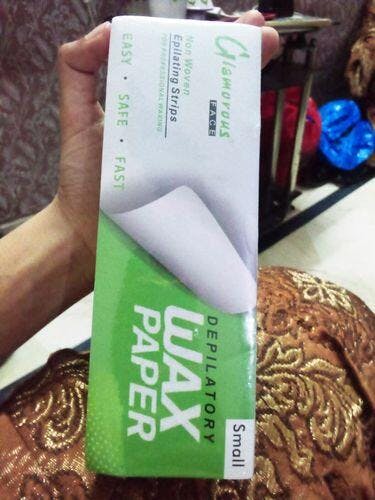 Glamorous
FACE
Non Woven
Epilating Strips
FOR PROFESSIONAL WAXING
EASY • SAFE • FAST
DEPILATORY
WAX
PAPER
Small